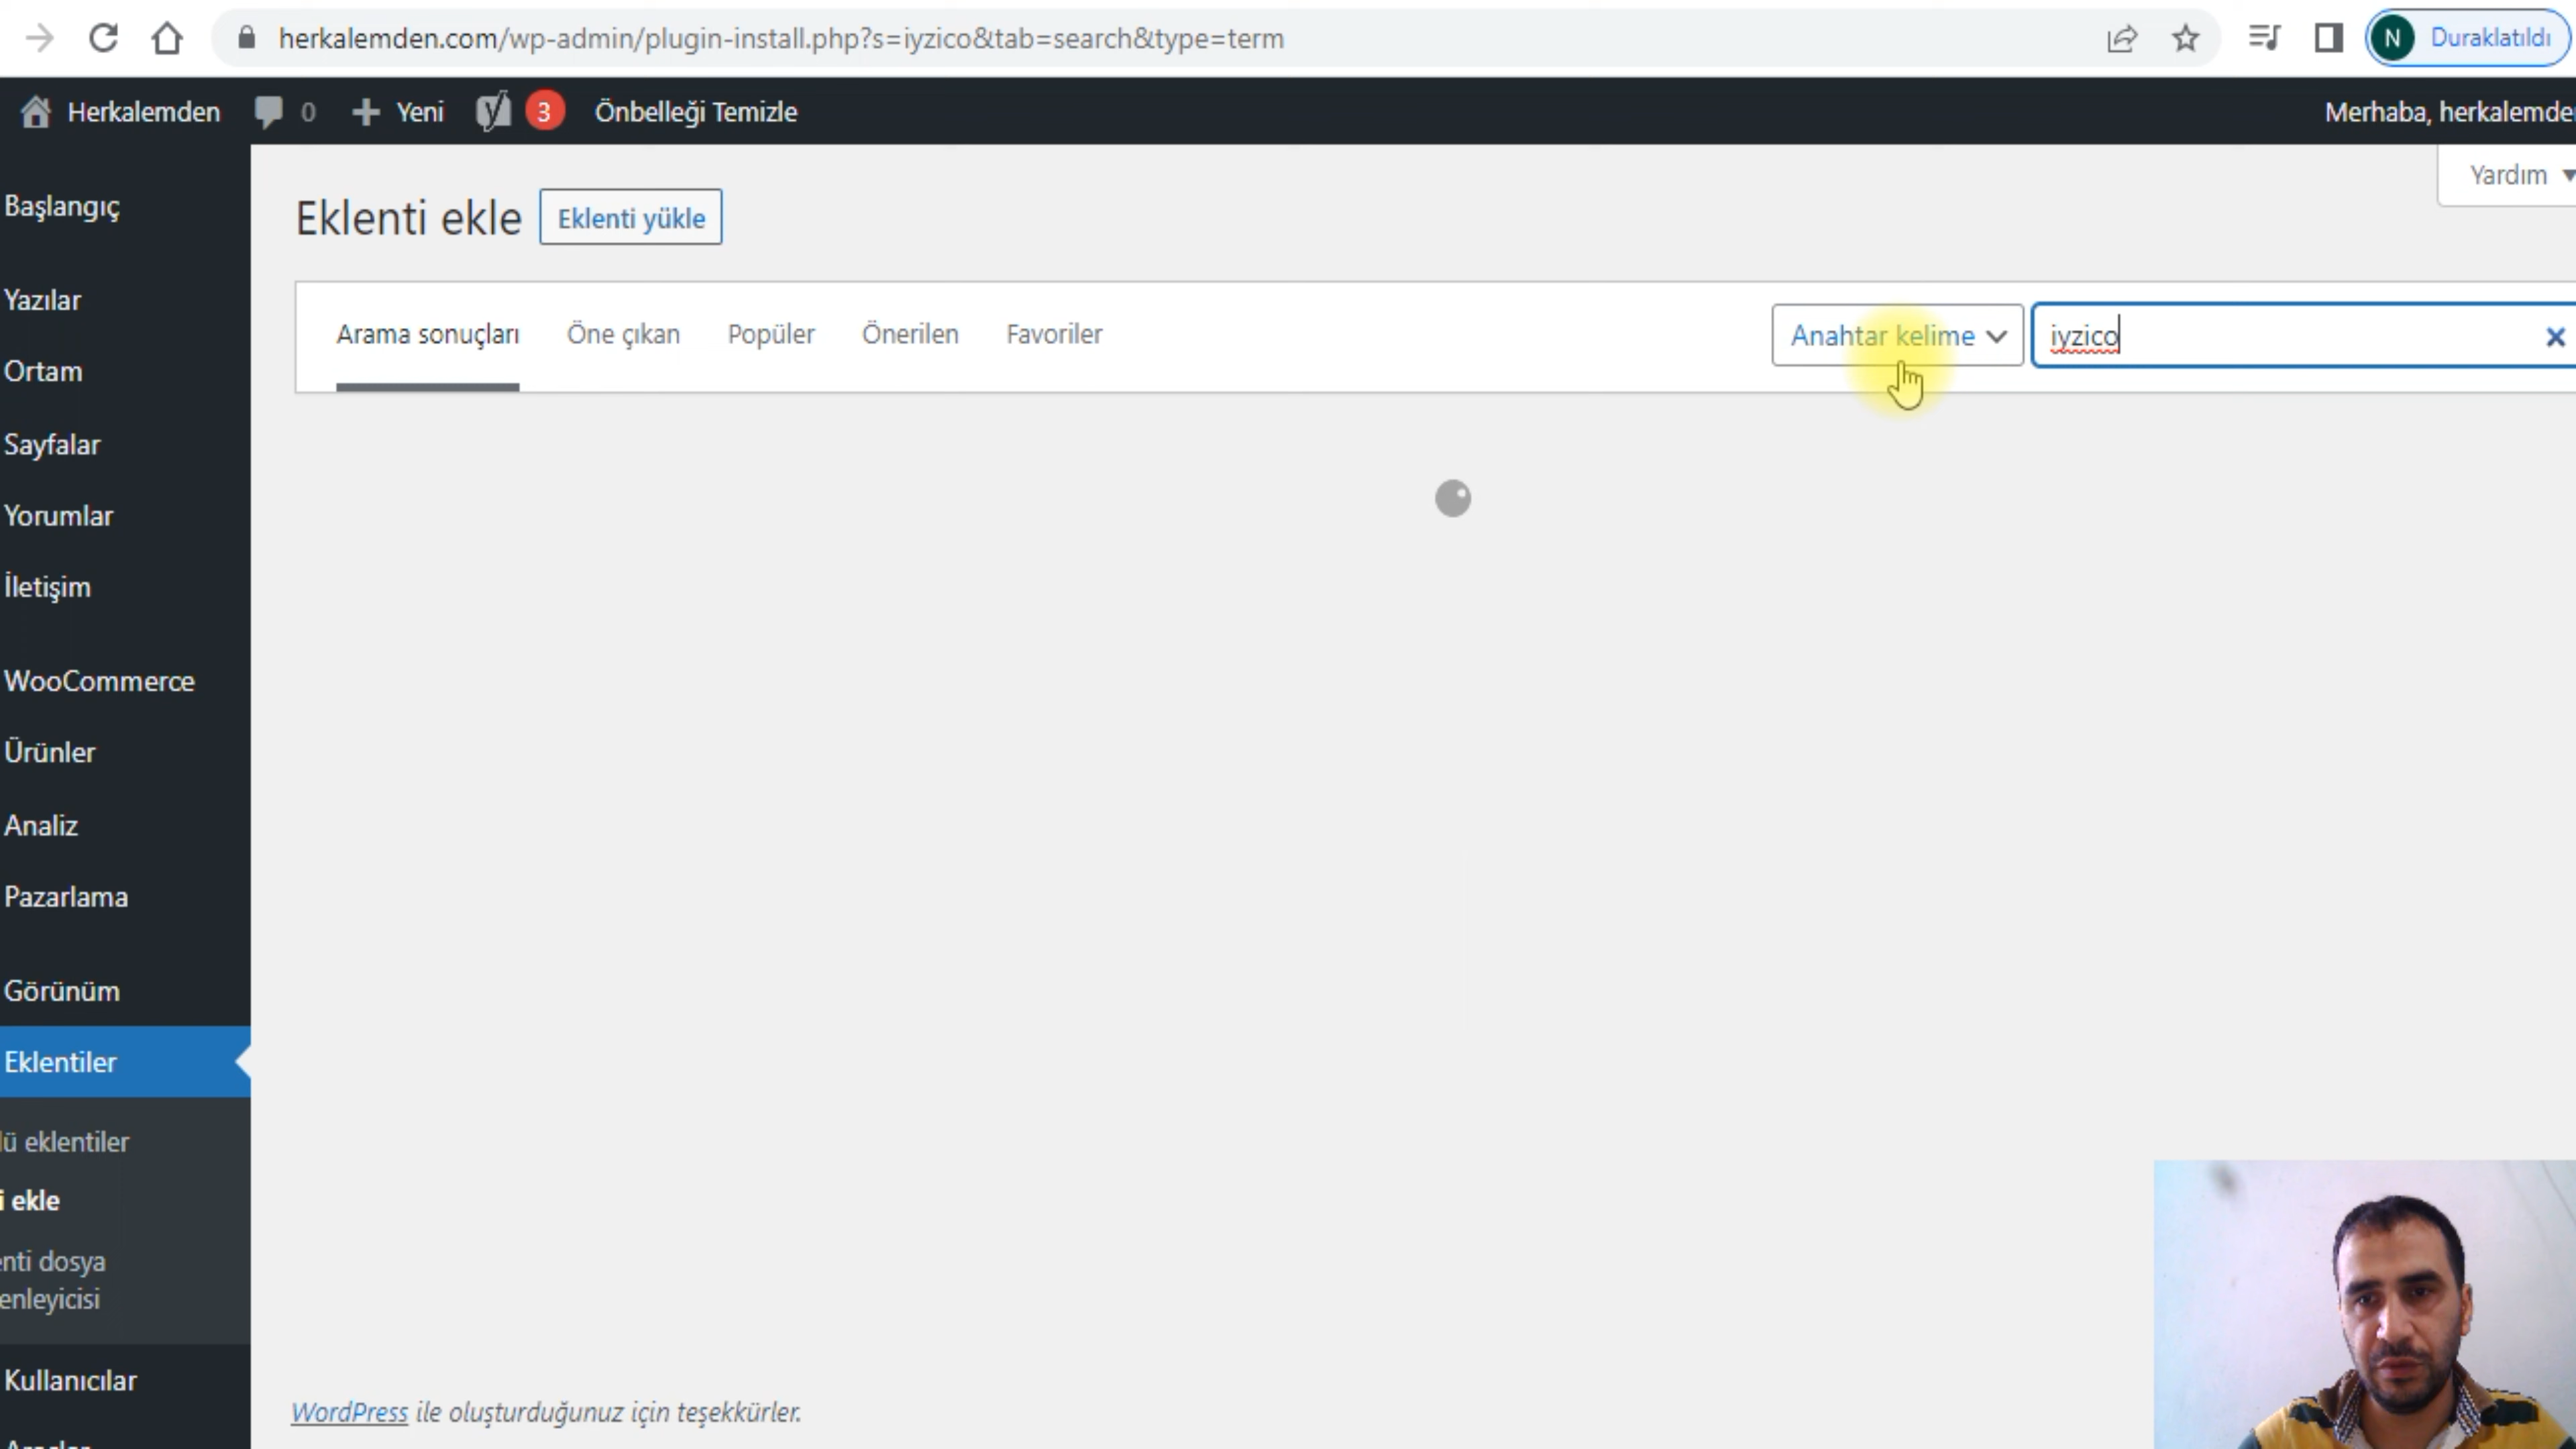 herkalemden.com/wp-admin/plugin-install.php?s=iyzico&tab=search&type=term
N Duraklatıldı
Herkalemden 0 Yeni 3 Önbelleği Temizle
Merhaba, herkalemde
Yardım
Başlangıç
Yazılar
Ortam
Sayfalar
Yorumlar
İletişim
WooCommerce
Ürünler
Analiz
Pazarlama
Görünüm
Eklentiler
lü eklentiler
i ekle
enti dosya
enleyicisi
Kullanıcılar
Eklenti ekle Eklenti yükle
Arama sonuçları Öne çıkan Popüler Önerilen Favoriler
Anahtar kelime iyzico
WordPress ile oluşturduğunuz için teşekkürler.